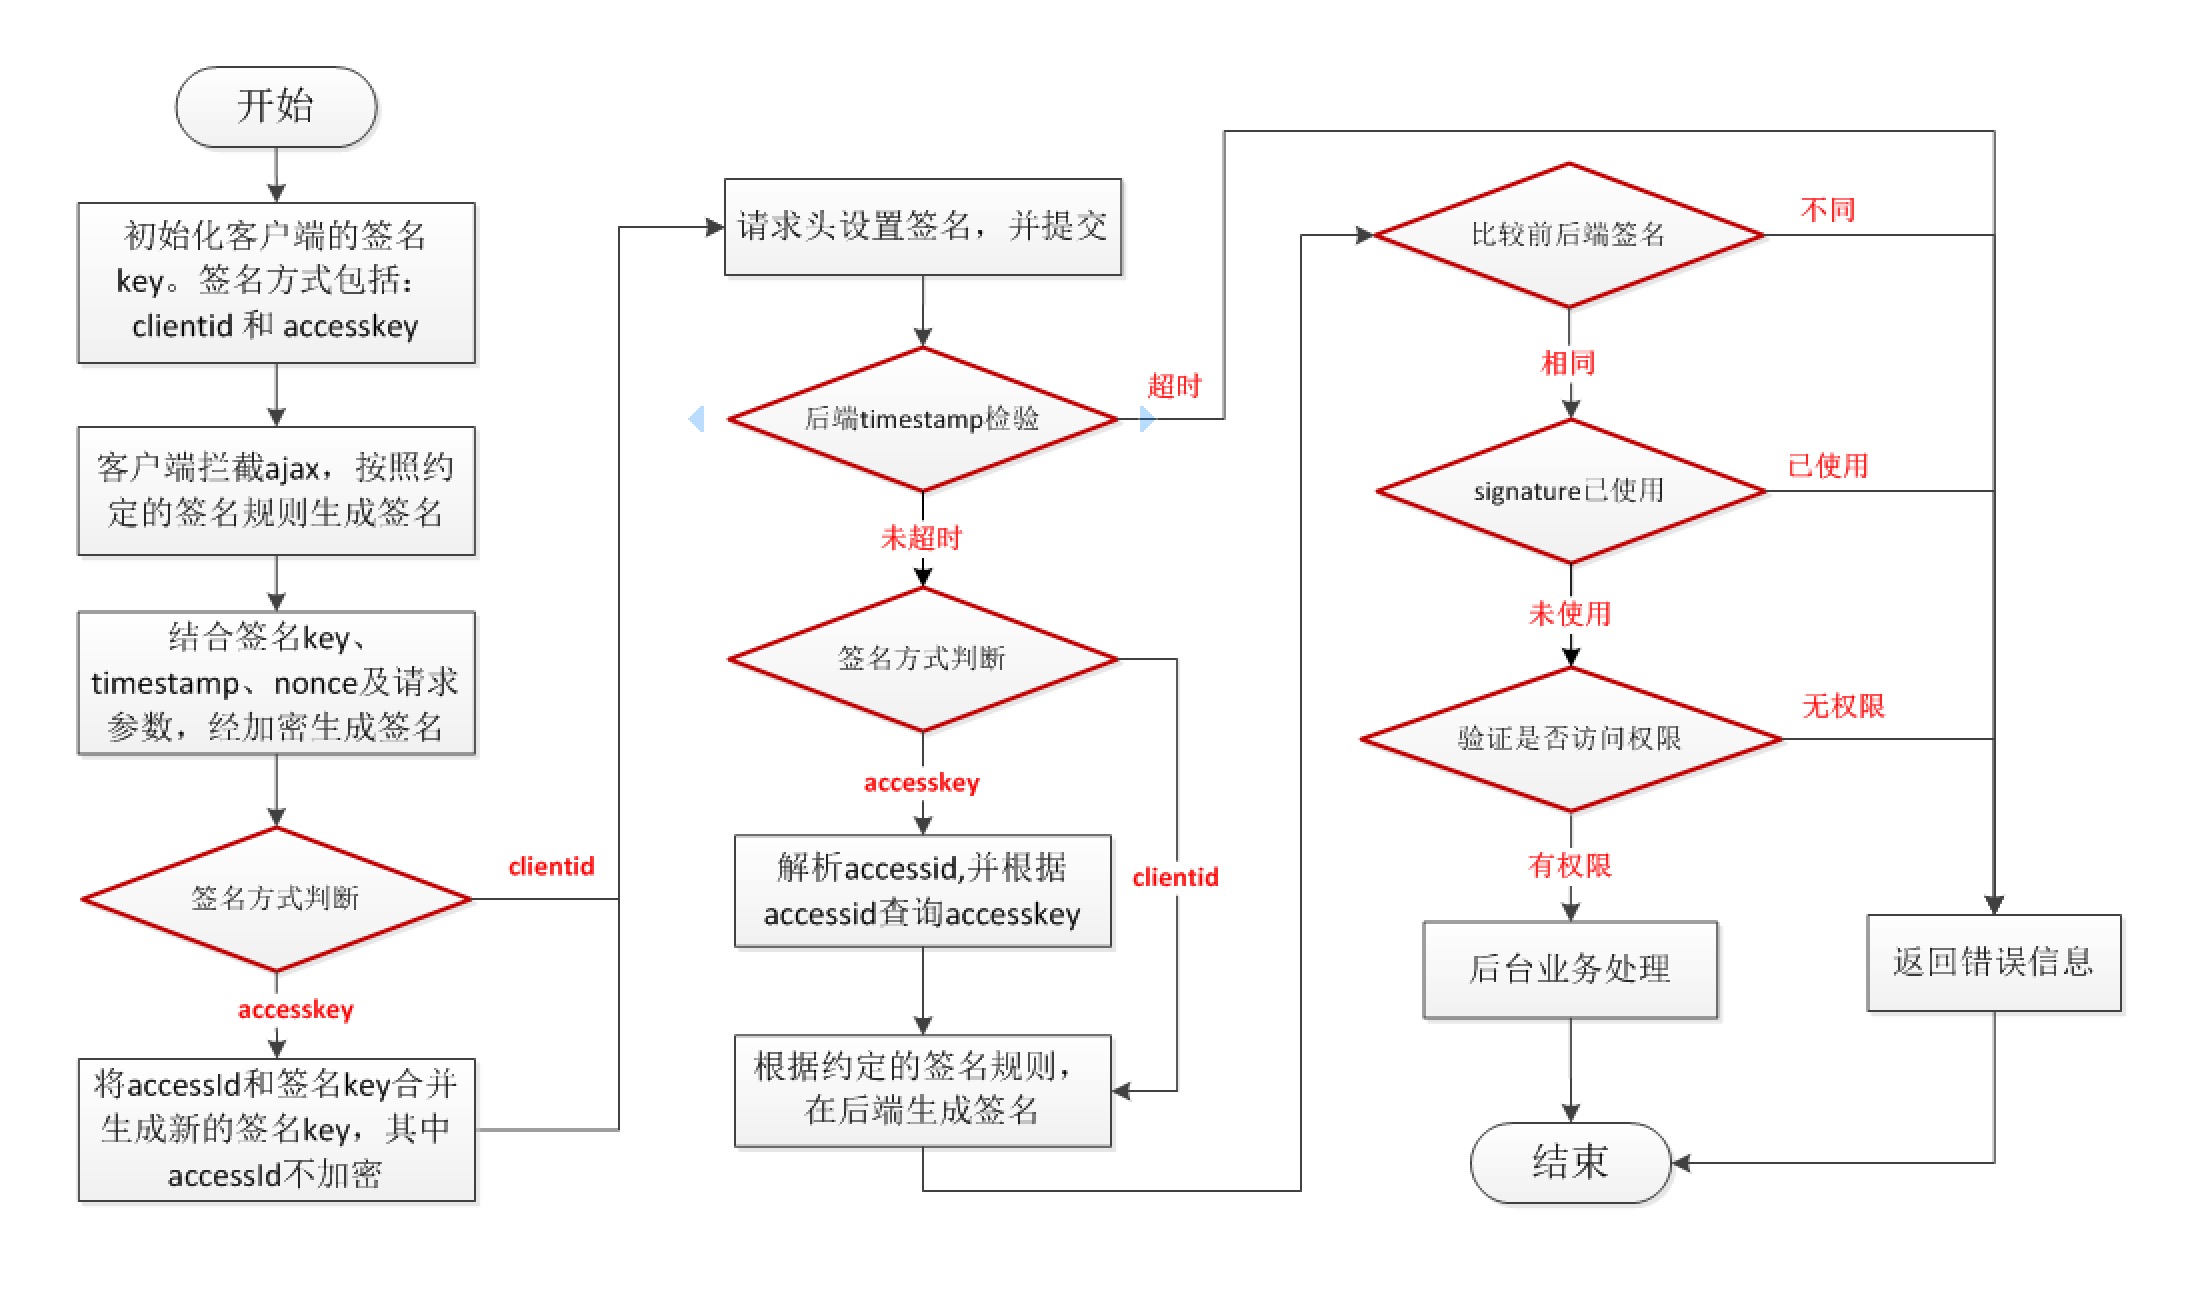 开始
初始化客户端的签名
key。签名方式包括：
clientid 和 accesskey
客户端拦截ajax，按照约
定的签名规则生成签名
结合签名key、
timestamp、nonce及请求
参数，经加密生成签名
签名方式判断
clientid
accesskey
将accessId和签名key合并
生成新的签名key，其中
accessId不加密
请求头设置签名，并提交
后端timestamp检验
超时
未超时
签名方式判断
accesskey
clientid
解析accessid,并根据
accessid查询accesskey
根据约定的签名规则，
在后端生成签名
比较前后端签名
不同
相同
signature已使用
已使用
未使用
验证是否访问权限
无权限
有权限
后台业务处理
返回错误信息
结束